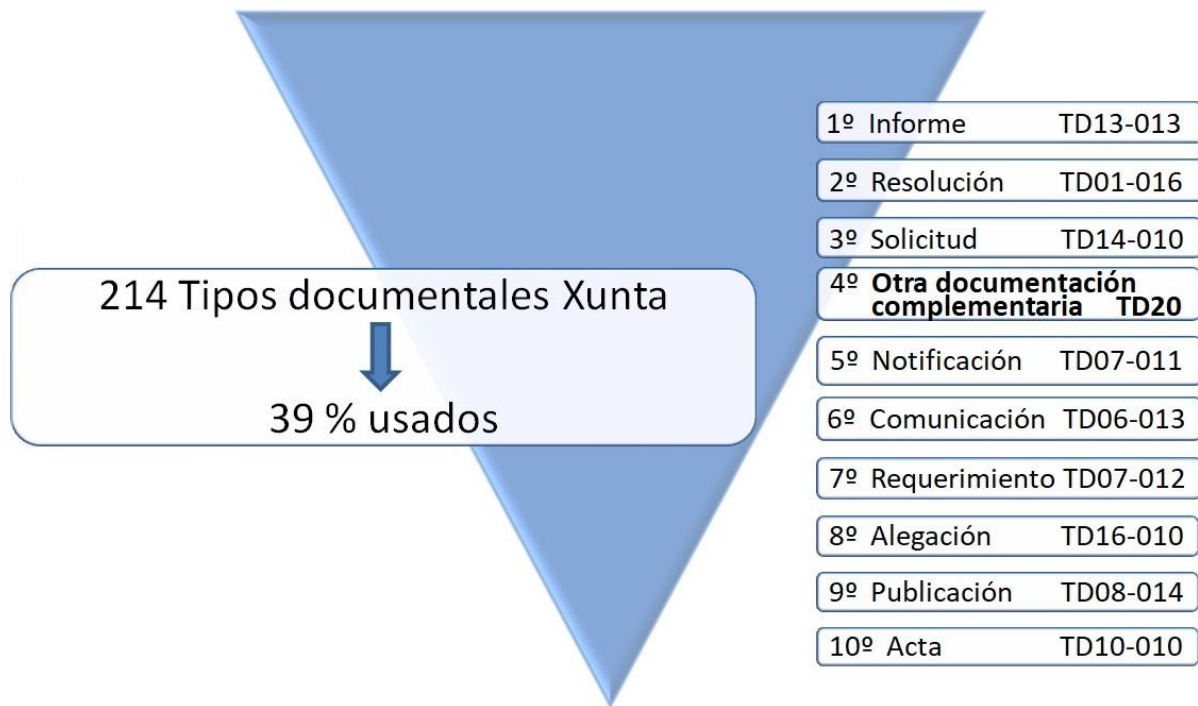 1º Informe TD13-013
2º Resolución TD01-016
3º Solicitud TD14-010
4º Otra documentación
complementaria TD20
5º Notificación TD07-011
6º Comunicación TD06-013
7º Requerimiento TD07-012
8º Alegación TD16-010
9º Publicación TD08-014
10º Acta TD10-010
214 Tipos documentales Xunta
39 % usados